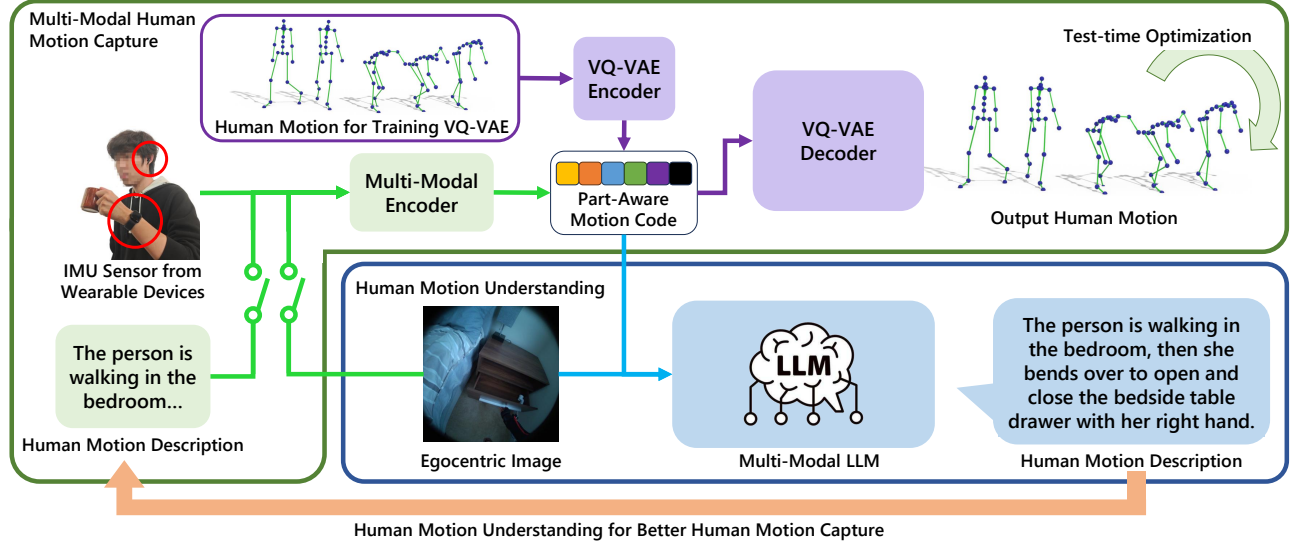 Multi-Modal Human
Motion Capture
Human Motion for Training VQ-VAE
VQ-VAE
Encoder
VQ-VAE
Decoder
Test-time Optimization
Output Human Motion
IMU Sensor from
Wearable Devices
Multi-Modal
Encoder
Part-Aware
Motion Code
The person is
walking in the
bedroom...
Human Motion Description
Human Motion Understanding
Egocentric Image
LLM
Multi-Modal LLM
The person is walking in
the bedroom, then she
bends over to open and
close the bedside table
drawer with her right hand.
Human Motion Description
Human Motion Understanding for Better Human Motion Capture